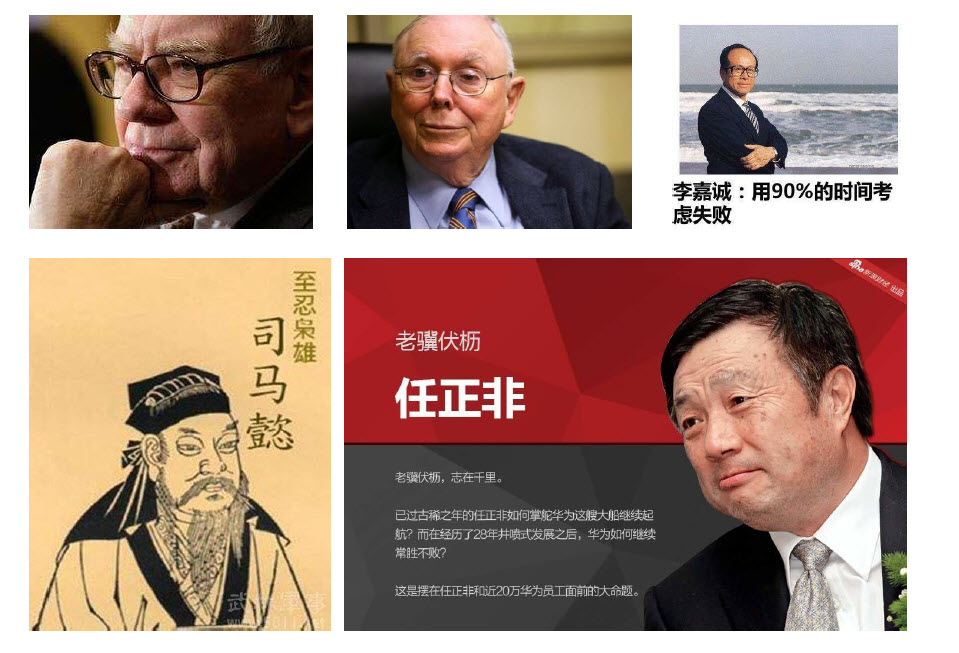 李嘉诚：用90%的时间考
虑失败
至忍枭雄
司马懿
老骥伏枥
任正非
老骥伏枥，志在千里。
已过古稀之年的任正非如何掌舵华为这艘大船继续起
航？而在经历了28年井喷式发展之后，华为如何继续
常胜不败？
这是摆在任正非和近20万华为员工面前的大命题。
出品